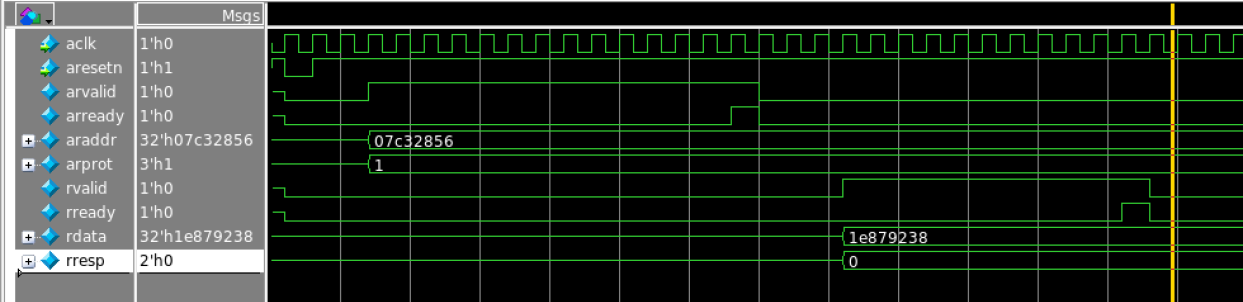 Msgs
aclk 1'h0
aresetn 1'h1
arvalid 1'h0
arready 1'h0
araddr 32'h07c32856 07c32856
arprot 3'h1 1
rvalid 1'h0
rready 1'h0
rdata 32'h1e879238 1e879238
rresp 2'h0 0